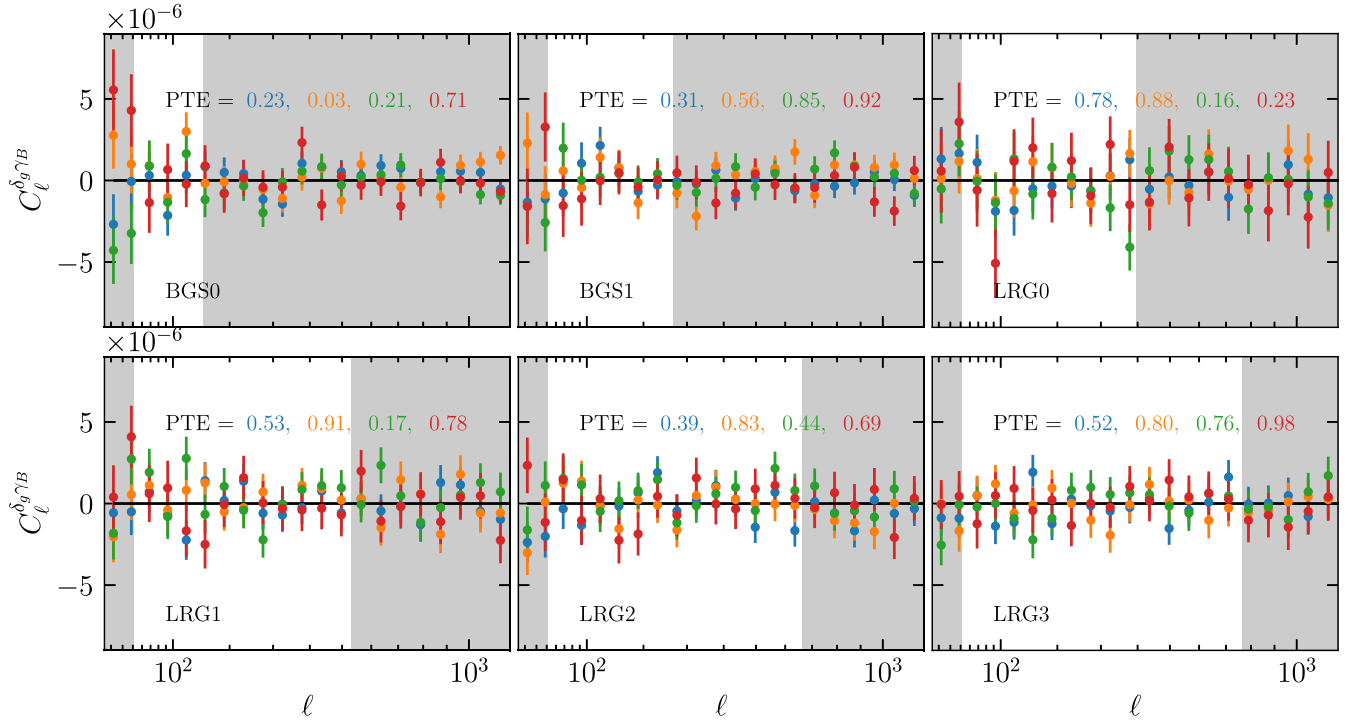 ×10⁻⁶
5
0
−5
C_ℓ^{δ_g γ_B}
PTE = 0.23, 0.03, 0.21, 0.71
BGS0
PTE = 0.31, 0.56, 0.85, 0.92
BGS1
PTE = 0.78, 0.88, 0.16, 0.23
LRG0
×10⁻⁶
5
0
−5
C_ℓ^{δ_g γ_B}
PTE = 0.53, 0.91, 0.17, 0.78
LRG1
PTE = 0.39, 0.83, 0.44, 0.69
LRG2
PTE = 0.52, 0.80, 0.76, 0.98
LRG3
10² 10³ 10² 10³ 10² 10³
ℓ ℓ ℓ